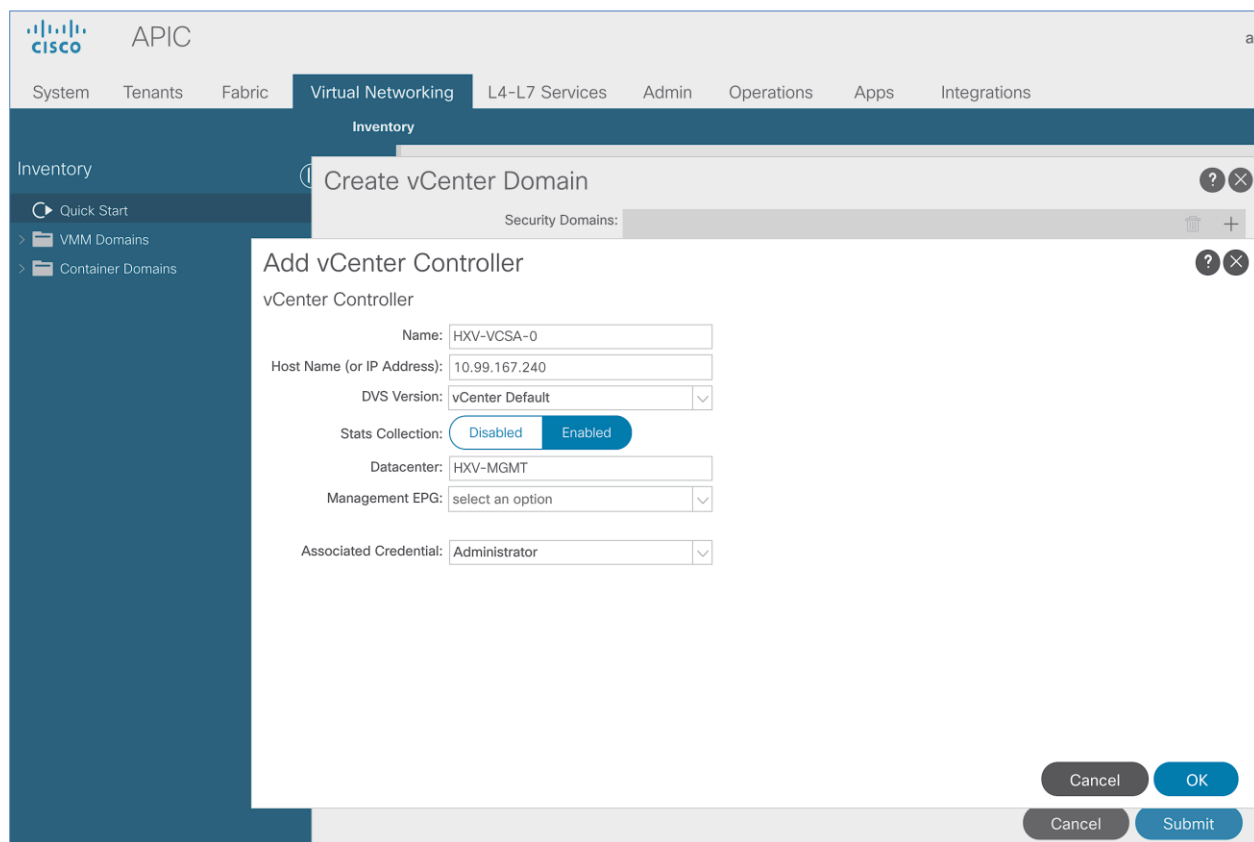 CISCO APIC a
System Tenants Fabric Virtual Networking L4-L7 Services Admin Operations Apps Integrations
Inventory
Inventory
Create vCenter Domain
Quick Start
Security Domains:
VMM Domains
Container Domains
Add vCenter Controller
vCenter Controller
Name: HXV-VCSA-0
Host Name (or IP Address): 10.99.167.240
DVS Version: vCenter Default
Stats Collection: Disabled Enabled
Datacenter: HXV-MGMT
Management EPG: select an option
Associated Credential: Administrator
Cancel OK
Cancel Submit